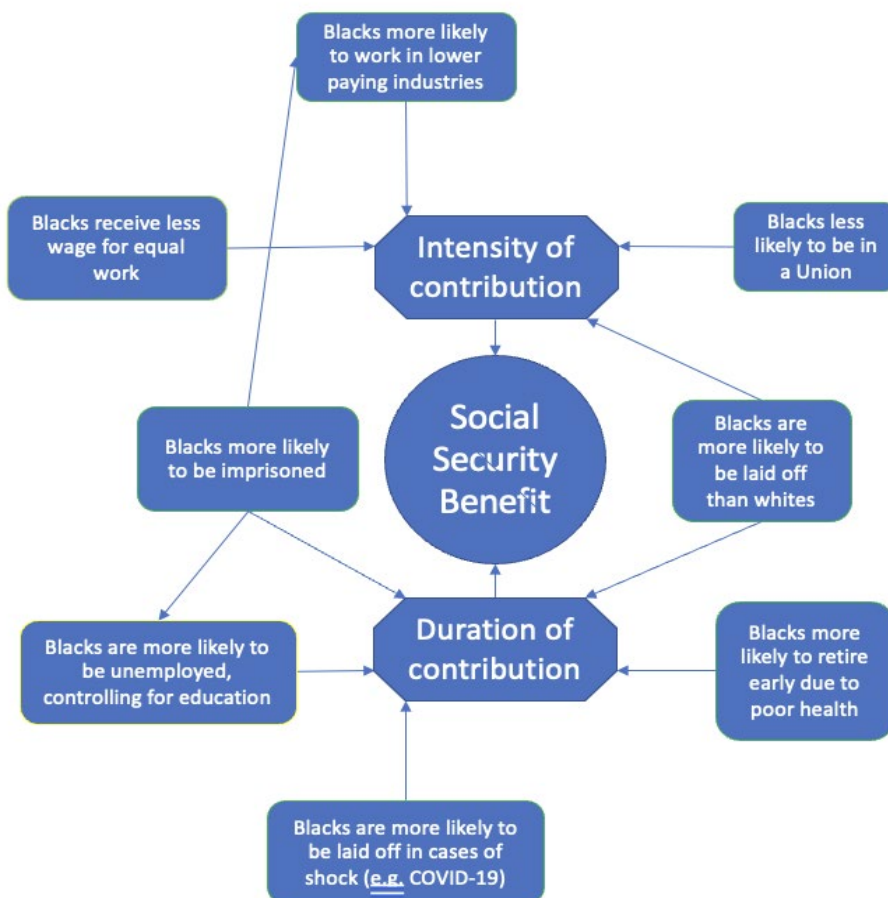 Blacks more likely
to work in lower
paying industries
Blacks receive less
wage for equal
work
Intensity of
contribution
Blacks less
likely to be in
a Union
Blacks more likely
to be imprisoned
Social
Security
Benefit
Blacks are
more likely to
be laid off
than whites
Blacks are more likely to
be unemployed,
controlling for education
Duration of
contribution
Blacks more
likely to retire
early due to
poor health
Blacks are more likely to
be laid off in cases of
shock (e.g. COVID-19)